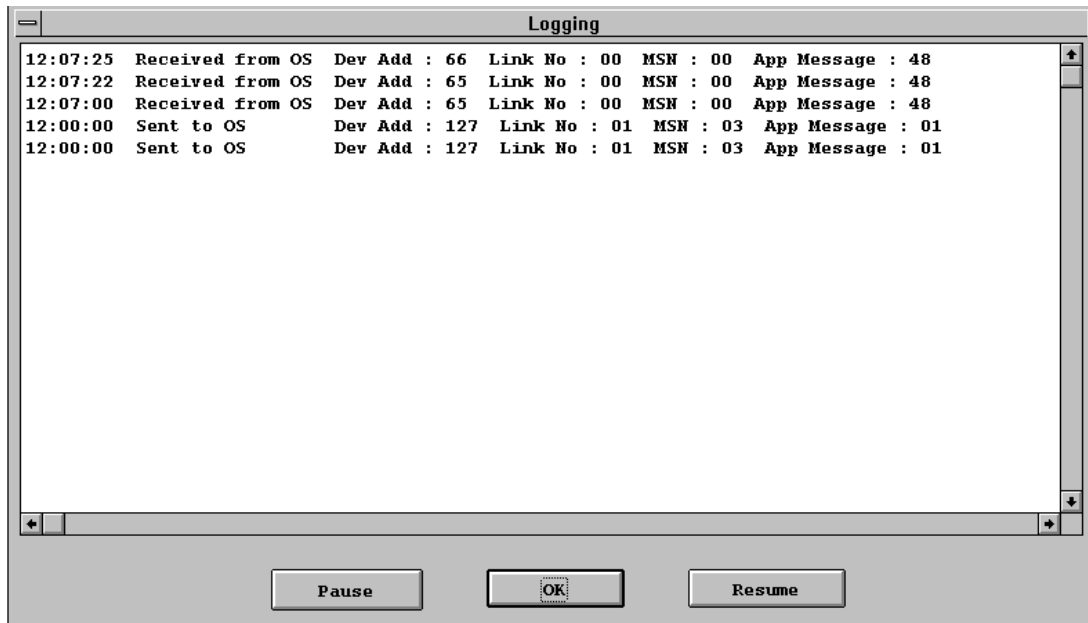 Logging
12:07:25 Received from OS Dev Add : 66 Link No : 00 MSN : 00 App Message : 48
12:07:22 Received from OS Dev Add : 65 Link No : 00 MSN : 00 App Message : 48
12:07:00 Received from OS Dev Add : 65 Link No : 00 MSN : 00 App Message : 48
12:00:00 Sent to OS Dev Add : 127 Link No : 01 MSN : 03 App Message : 01
12:00:00 Sent to OS Dev Add : 127 Link No : 01 MSN : 03 App Message : 01
Pause OK Resume